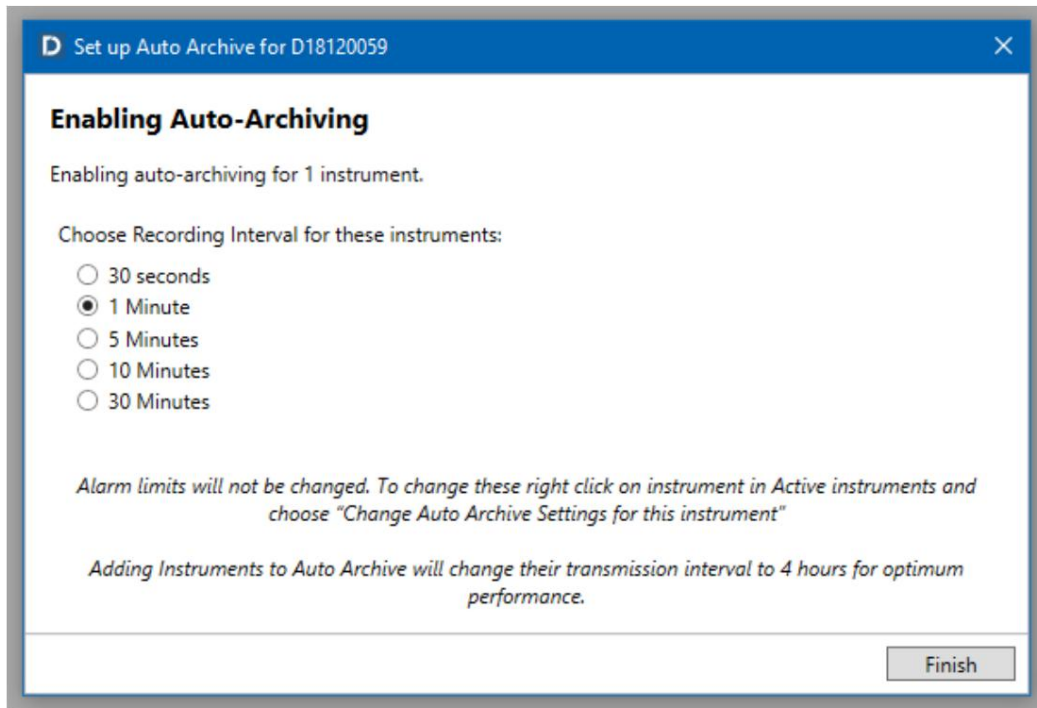 D Set up Auto Archive for D18120059
Enabling Auto-Archiving
Enabling auto-archiving for 1 instrument.
Choose Recording Interval for these instruments:
30 seconds
1 Minute
5 Minutes
10 Minutes
30 Minutes
Alarm limits will not be changed. To change these right click on instrument in Active instruments and
choose “Change Auto Archive Settings for this instrument”
Adding Instruments to Auto Archive will change their transmission interval to 4 hours for optimum
performance.
Finish